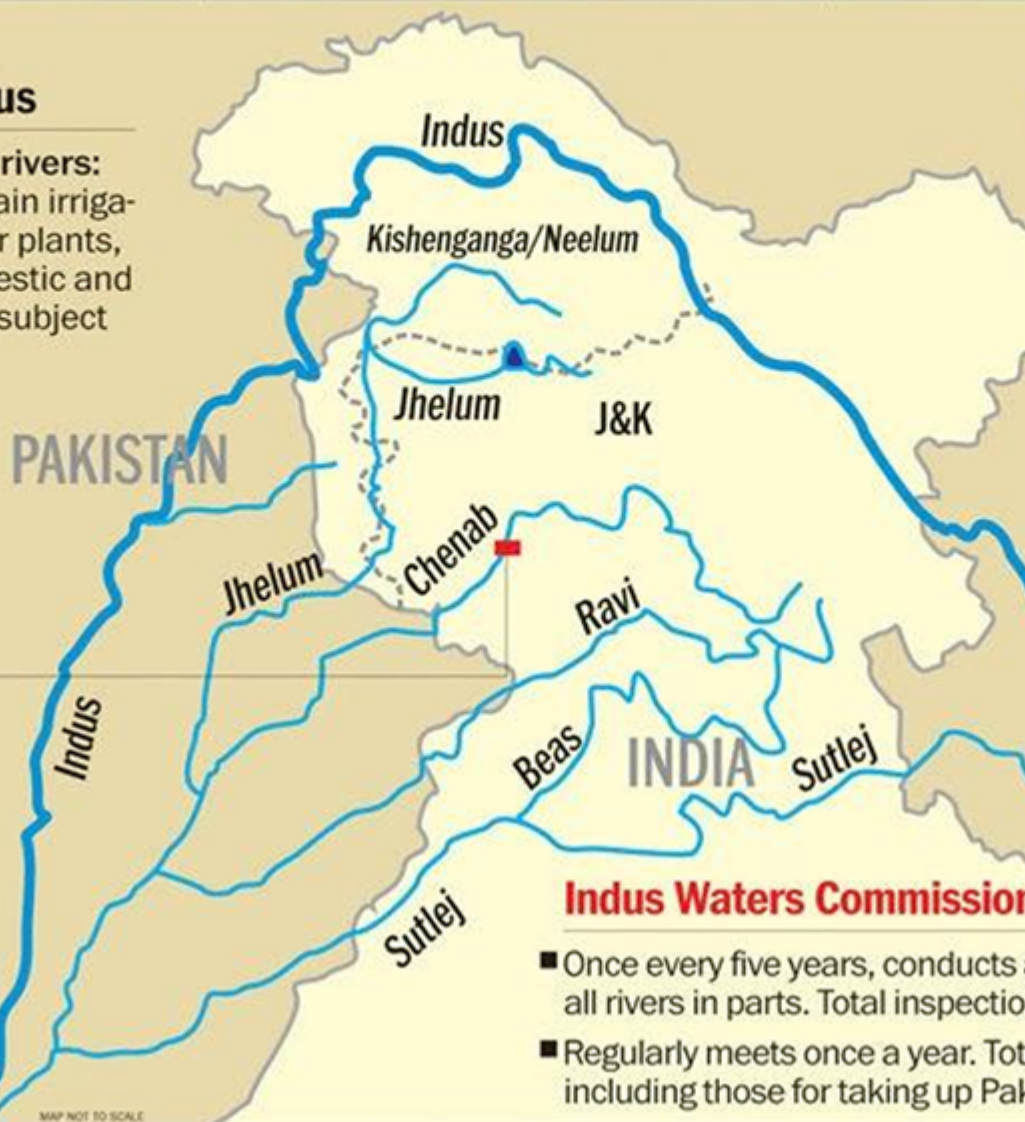 us
rivers:
ain irriga-
r plants,
estic and
subject
Indus
Kishenganga/Neelum
Jhelum
J&K
PAKISTAN
Chenab
Jhelum
Ravi
Indus
Beas
INDIA
Sutlej
Sutlej
Indus Waters Commission
■ Once every five years, conducts
all rivers in parts. Total inspectio
■ Regularly meets once a year. Tot
including those for taking up Pak
MAP NOT TO SCALE